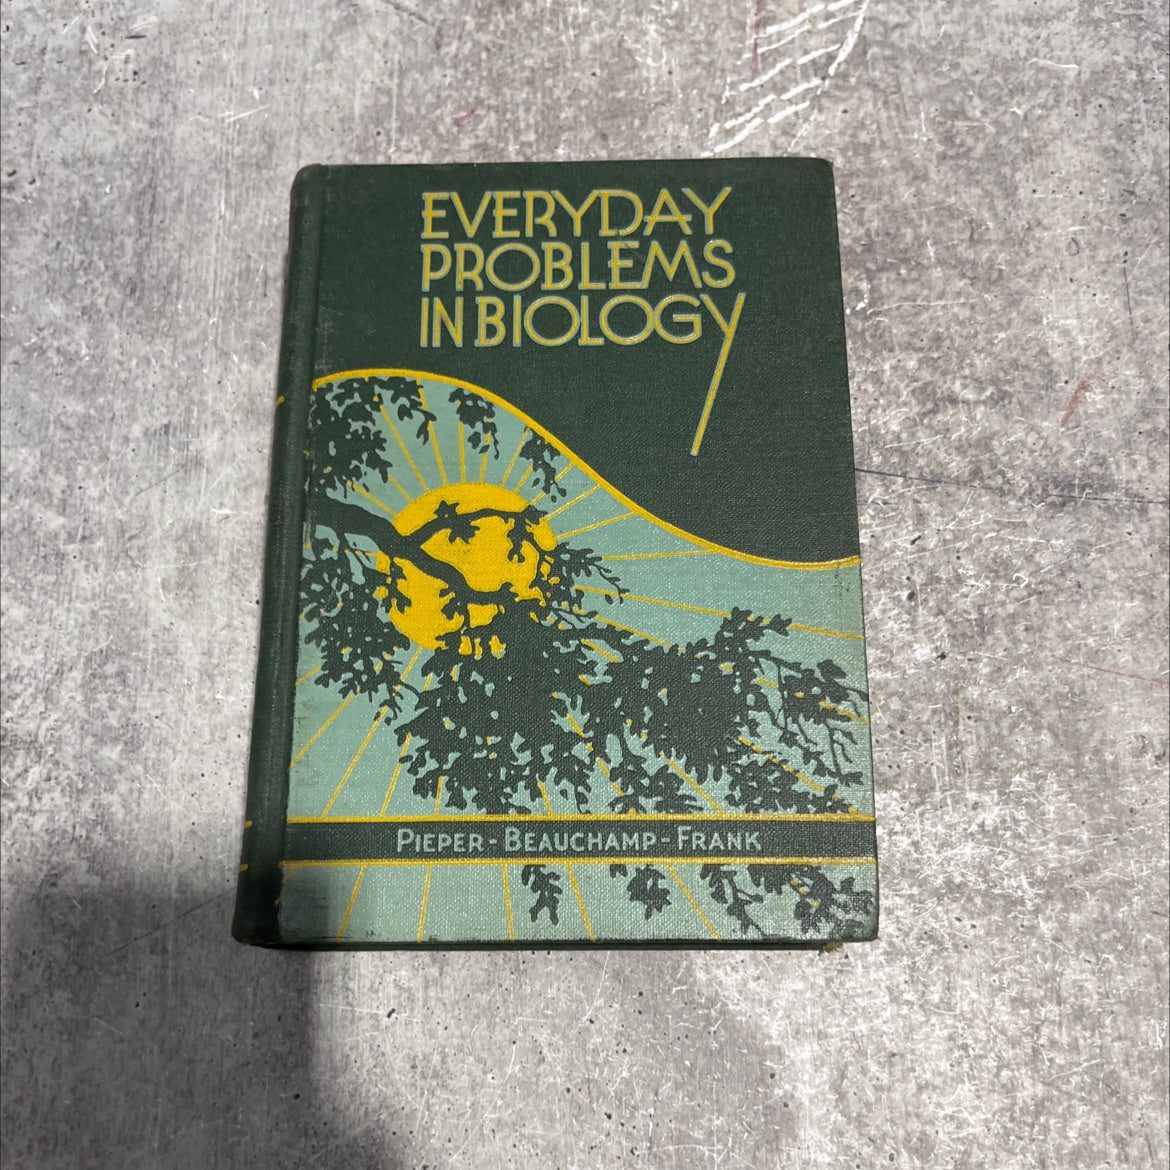 EVERYDAY
PROBLEMS
IN BIOLOGY
PIEPER-BEAUCHAMP-FRANK